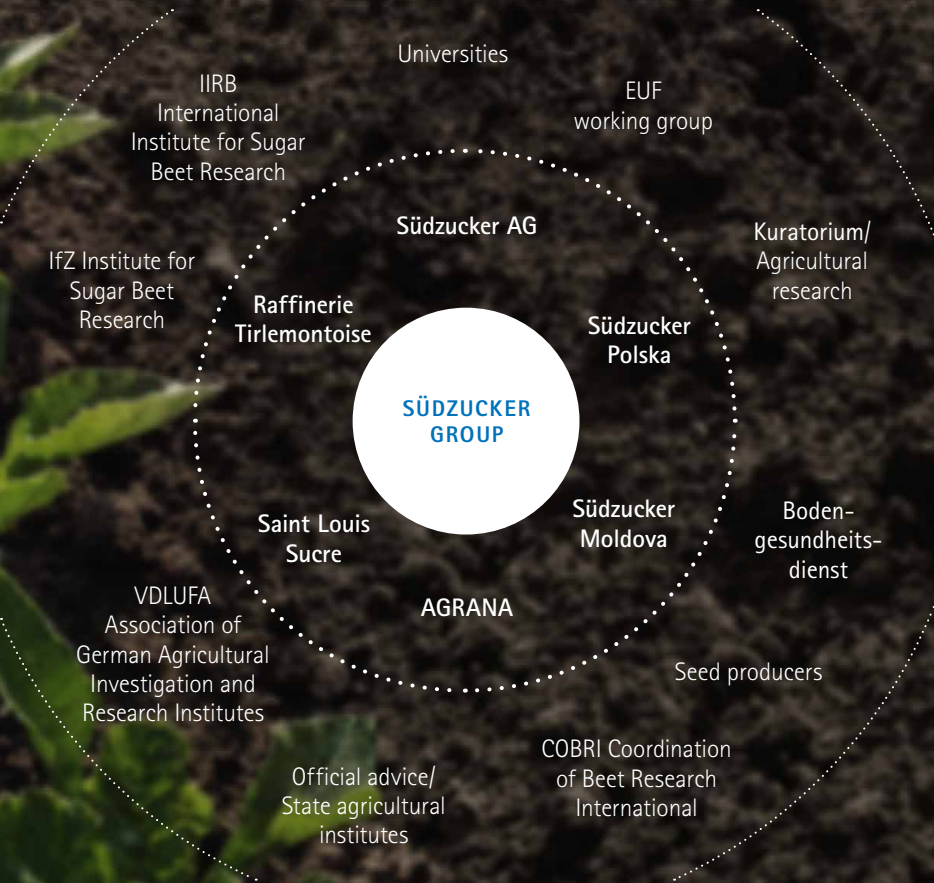 Universities
IIRB
International
Institute for Sugar
Beet Research
EUF
working group
Südzucker AG
Kuratorium/
Agricultural
research
IfZ Institute for
Sugar Beet
Research
Raffinerie
Tirlemontoise
Südzucker
Polska
SÜDZUCKER
GROUP
Saint Louis
Sucre
Südzucker
Moldova
Boden-
gesundheits-
dienst
AGRANA
VDLUFA
Association of
German Agricultural
Investigation and
Research Institutes
Seed producers
COBRI Coordination
of Beet Research
International
Official advice/
State agricultural
institutes